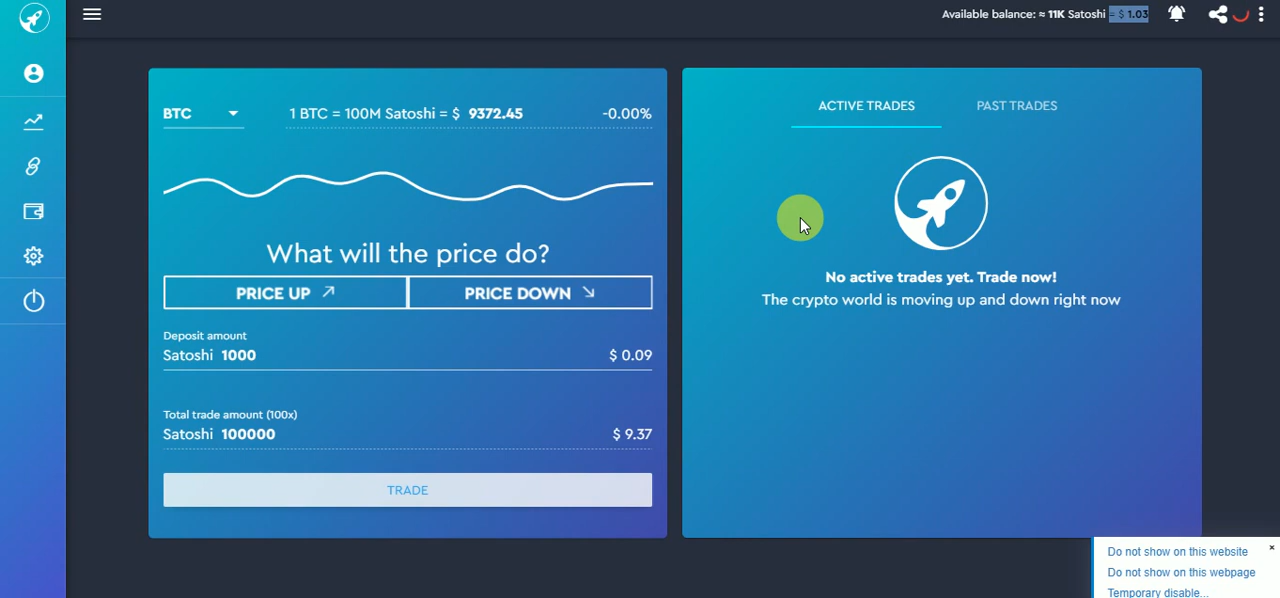 Available balance: ≈ 11K Satoshi = $ 1.03
BTC 1 BTC = 100M Satoshi = $ 9372.45 -0.00%
What will the price do?
PRICE UP PRICE DOWN
Deposit amount
Satoshi 1000 $ 0.09
Total trade amount (100x)
Satoshi 100000 $ 9.37
TRADE
ACTIVE TRADES PAST TRADES
No active trades yet. Trade now!
The crypto world is moving up and down right now
Do not show on this website
Do not show on this webpage
Temporary disable...